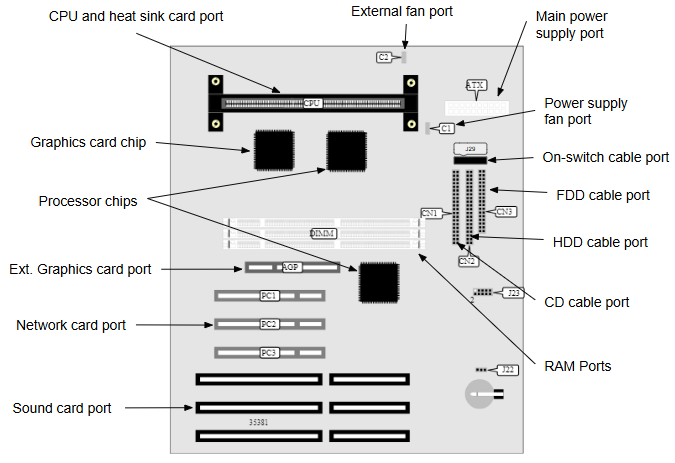 CPU and heat sink card port
External fan port
Main power
supply port
C2
ATX
CPU
Power supply
fan port
C1
Graphics card chip
J29
On-switch cable port
Processor chips
FDD cable port
CN1
CN3
DIMM
HDD cable port
CN2
Ext. Graphics card port
AGP
CD cable port
PC1
J23
2
Network card port
PC2
PC3
RAM Ports
J22
Sound card port
35381